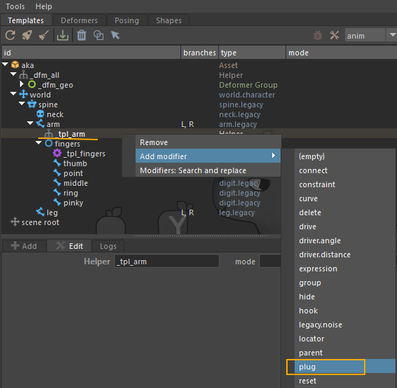 Tools Help
Templates Deformers Posing Shapes
anim
id branches type mode
aka Asset
_dfm_all Helper
_dfm_geo Deformer Group
world world.character
spine spine.legacy
neck neck.legacy
arm L, R arm.legacy
_tpl_arm Helper
fingers
_tpl_fingers
thumb
point
middle digit.legacy
ring digit.legacy
pinky digit.legacy
leg L, R leg.legacy
scene root
Remove
Add modifier
Modifiers: Search and replace
(empty)
connect
constraint
curve
delete
drive
driver.angle
driver.distance
expression
group
hide
hook
legacy.noise
locator
parent
plug
reset
Y
Add Edit Logs
Helper _tpl_arm mode